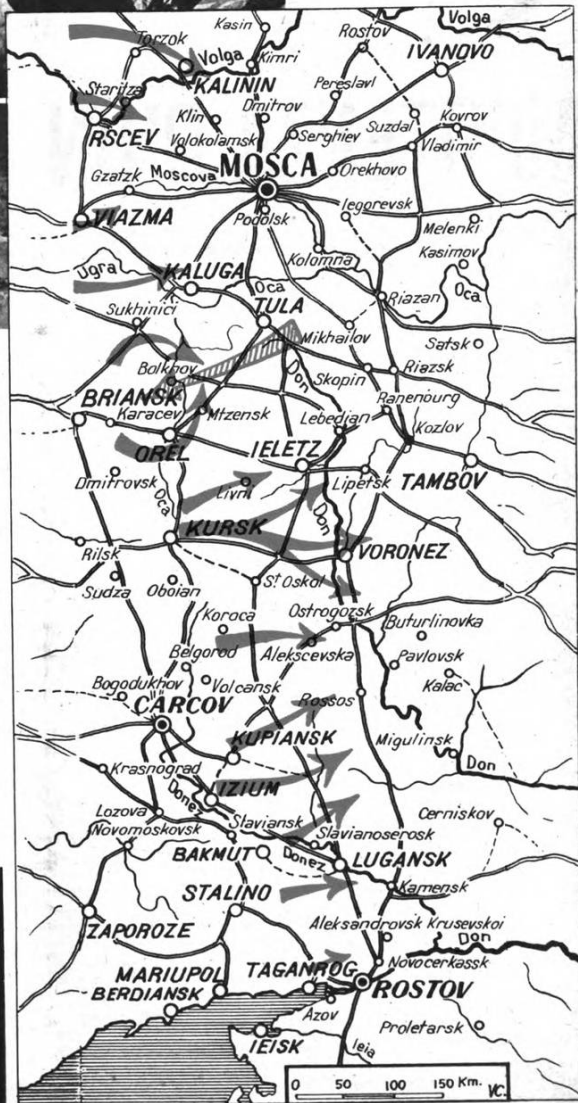 Kasin
Volga
Torzok
Rostov
IVANOVO
Volga
Kimri
KALININ
Staritza
Pereslavl
Klin
Dmitrov
Suzdal
RSCEV
Serghiev
Kovrov
Volokolamsk
Vladimir
MOSCA
Orekhovo
Gzatzk
Moscova
VIAZMA
Podolsk
Iegorevsk
Melenki
Kolomna
Kasimov
Ugra
KALUGA
Oca
Oca
Riazan
Sukhinici
TULA
Mikhailov
Satsk
Bolkhov
Don
Skopin
Riazsk
BRIANSK
Ranenburg
Karacev
Mtzensk
Lebedian
Kozlov
OREL
IELETZ
Dmitrovsk
Livni
Lipetsk
TAMBOV
Oca
Don
KURSK
VORONEZ
Rilsk
St Oskol
Sudza
Oboian
Ostrogozsk
Koroca
Buturlinovka
Belgorod
Alekscevska
Pavlovsk
Bogodukhov
Volcansk
Kalac
CARCOV
Rossos
KUPIANSK
Migulinsk
Don
Krasnograd
Donez
IZIUM
Lozova
Slaviansk
Cerniskov
Novomoskovsk
Slavianoserosk
BAKMUT
Donez
LUGANSK
STALINO
Kamensk
ZAPOROZE
Aleksandrovsk Krusevskoi
Don
Novocerkassk
MARIUPOL
TAGANROG
ROSTOV
BERDIANSK
Azov
Proletarsk
IEISK
Ieia
0 50 100 150 Km.
VC.